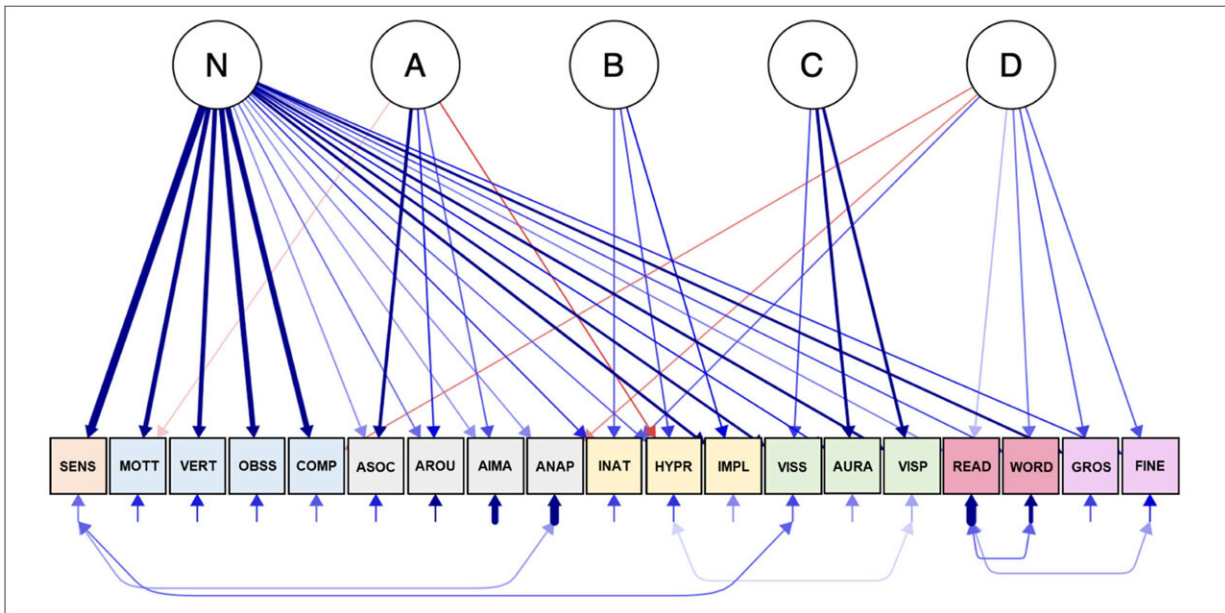 N A B C D
SENS MOTT VERT OBSS COMP ASOC AROU AIMA ANAP INAT HYPR IMPL VISS AURA VISP READ WORD GROS FINE